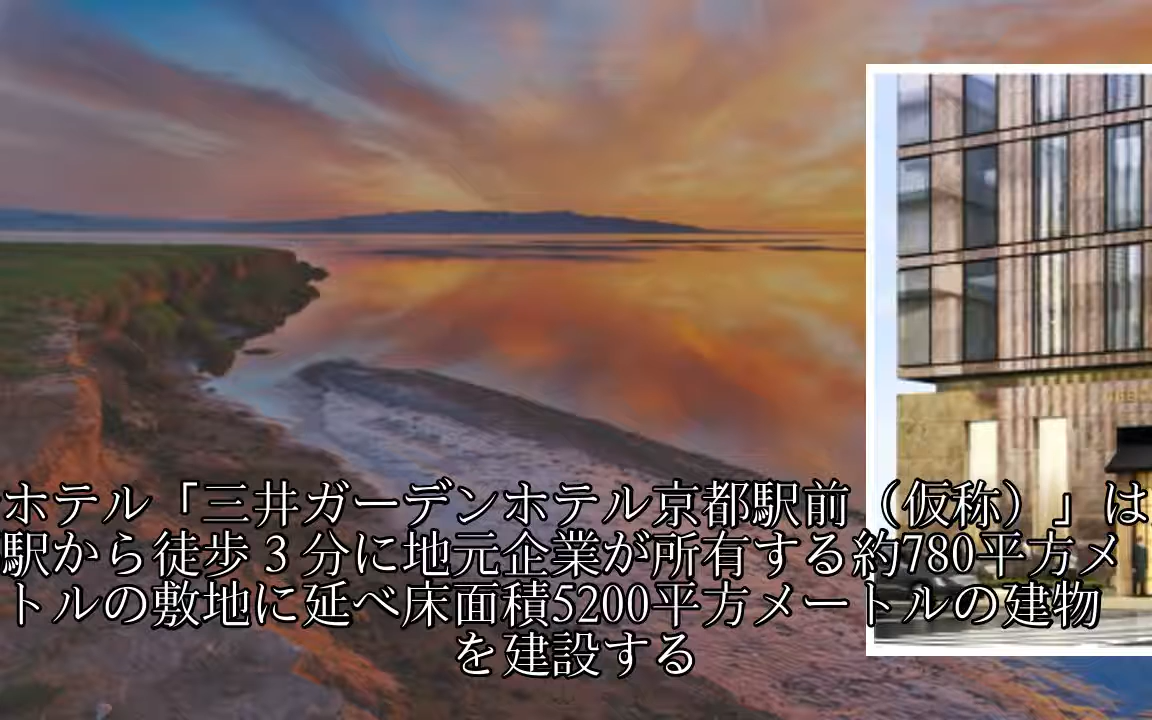 ホテル「三井ガーデンホテル京都駅前（仮称）」は
駅から徒歩３分に地元企業が所有する約780平方メ
トルの敷地に延べ床面積5200平方メートルの建物
を建設する